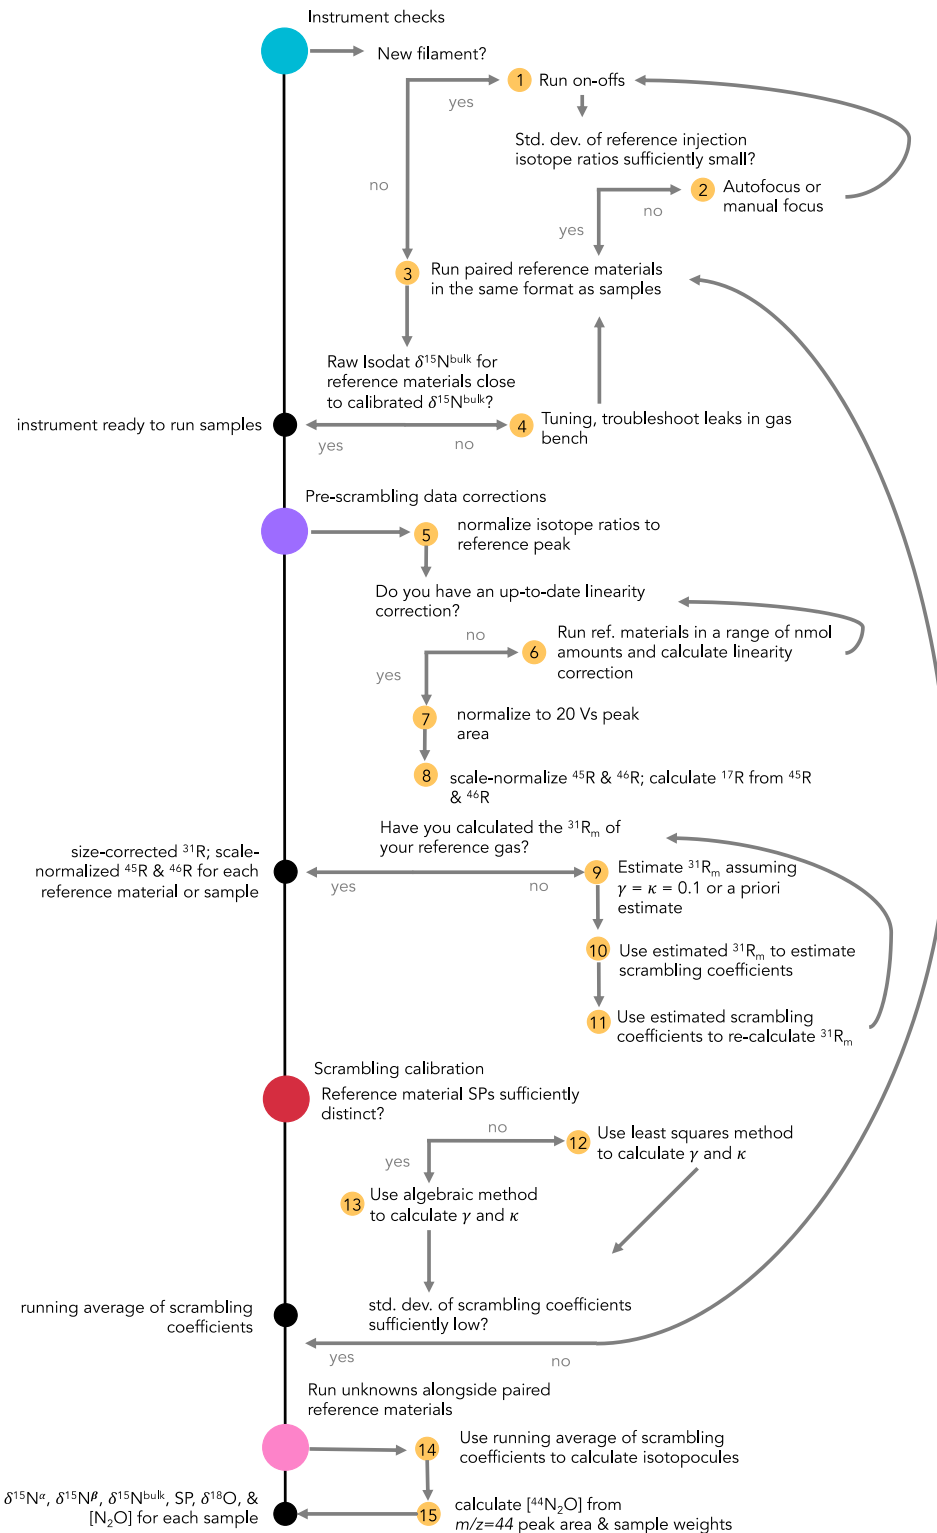 Instrument checks
New filament?
1 Run on-offs
yes
Std. dev. of reference injection
isotope ratios sufficiently small?
no
2 Autofocus or
manual focus
no
yes
3 Run paired reference materials
in the same format as samples
Raw Isodat δ¹⁵Nᵇᵘˡᵏ for
reference materials close
to calibrated δ¹⁵Nᵇᵘˡᵏ?
instrument ready to run samples
4 Tuning, troubleshoot leaks in gas
bench
yes
no
Pre-scrambling data corrections
5 normalize isotope ratios to
reference peak
Do you have an up-to-date linearity
correction?
no
6 Run ref. materials in a range of nmol
amounts and calculate linearity
correction
yes
7 normalize to 20 Vs peak
area
8 scale-normalize ⁴⁵R & ⁴⁶R; calculate ¹⁷R from ⁴⁵R
& ⁴⁶R
Have you calculated the ³¹Rₘ of
your reference gas?
size-corrected ³¹R; scale-
normalized ⁴⁵R & ⁴⁶R for each
reference material or sample
yes
no
9 Estimate ³¹Rₘ assuming
γ = κ = 0.1 or a priori
estimate
10 Use estimated ³¹Rₘ to estimate
scrambling coefficients
11 Use estimated scrambling
coefficients to re-calculate ³¹Rₘ
Scrambling calibration
Reference material SPs sufficiently
distinct?
no
12 Use least squares method
to calculate γ and κ
yes
13 Use algebraic method
to calculate γ and κ
running average of scrambling
coefficients
std. dev. of scrambling coefficients
sufficiently low?
yes
no
Run unknowns alongside paired
reference materials
14 Use running average of scrambling
coefficients to calculate isotopocules
δ¹⁵Nᵅ, δ¹⁵Nᵝ, δ¹⁵Nᵇᵘˡᵏ, SP, δ¹⁸O, &
[N₂O] for each sample
15 calculate [⁴⁴N₂O] from
m/z=44 peak area & sample weights